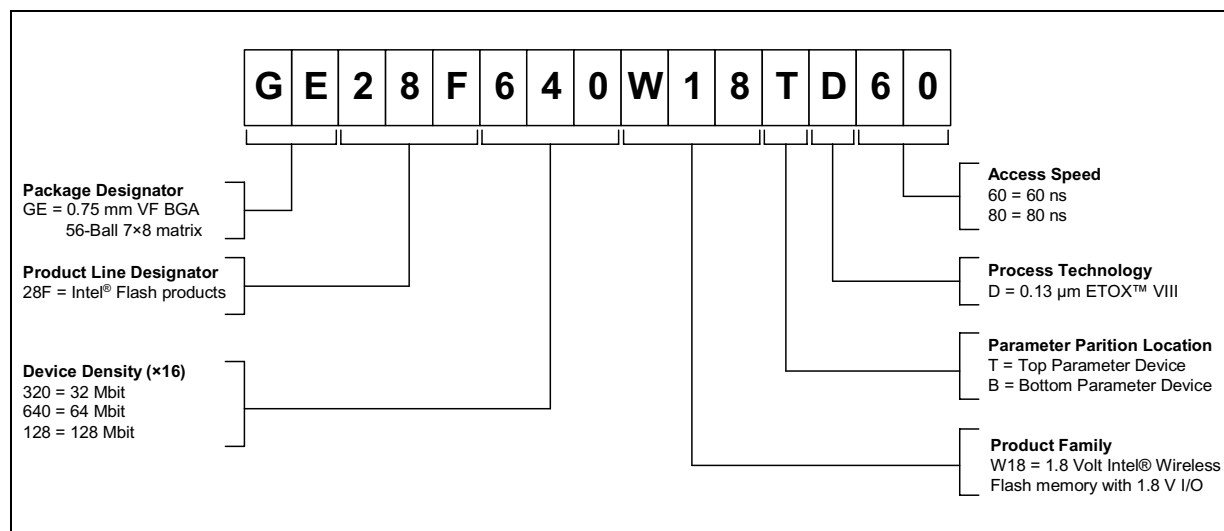 G E 2 8 F 6 4 0 W 1 8 T D 6 0
Package Designator
GE = 0.75 mm VF BGA
56-Ball 7×8 matrix
Product Line Designator
28F = Intel® Flash products
Device Density (×16)
320 = 32 Mbit
640 = 64 Mbit
128 = 128 Mbit
Access Speed
60 = 60 ns
80 = 80 ns
Process Technology
D = 0.13 µm ETOX™ VIII
Parameter Parition Location
T = Top Parameter Device
B = Bottom Parameter Device
Product Family
W18 = 1.8 Volt Intel® Wireless
Flash memory with 1.8 V I/O